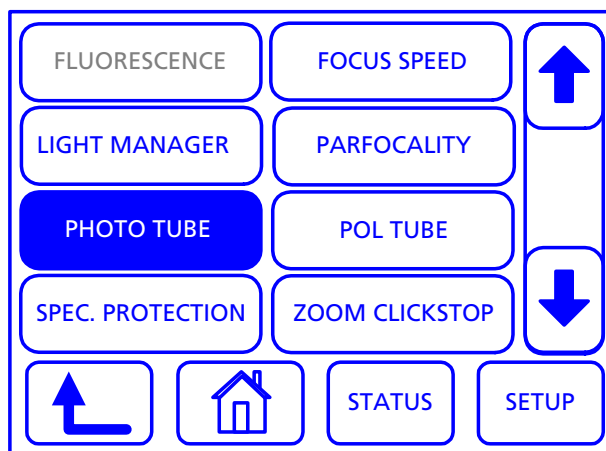 FLUORESCENCE FOCUS SPEED
LIGHT MANAGER PARFOCALITY
PHOTO TUBE POL TUBE
SPEC. PROTECTION ZOOM CLICKSTOP
STATUS SETUP